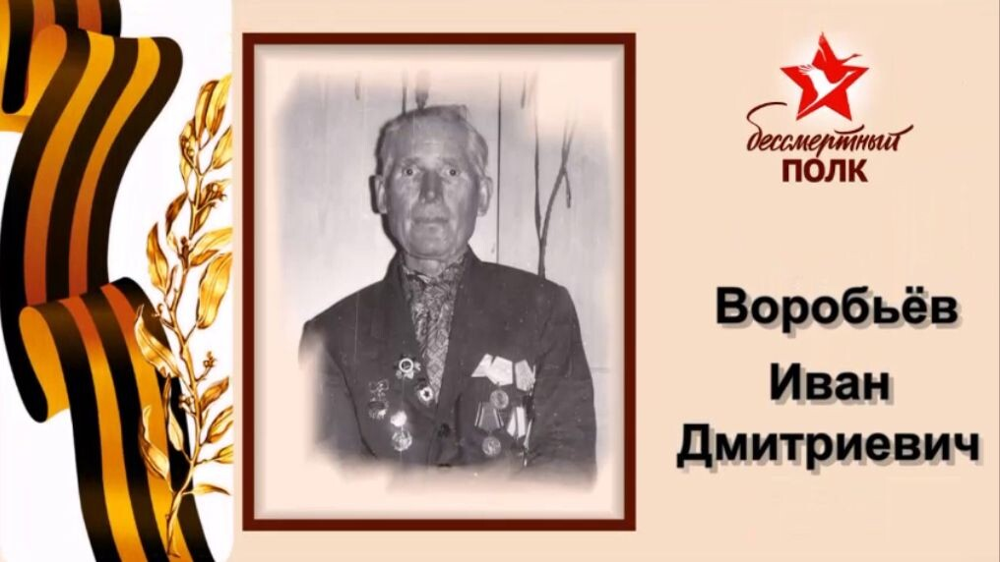 бессмертный
ПОЛК
Воробьёв
Иван
Дмитриевич